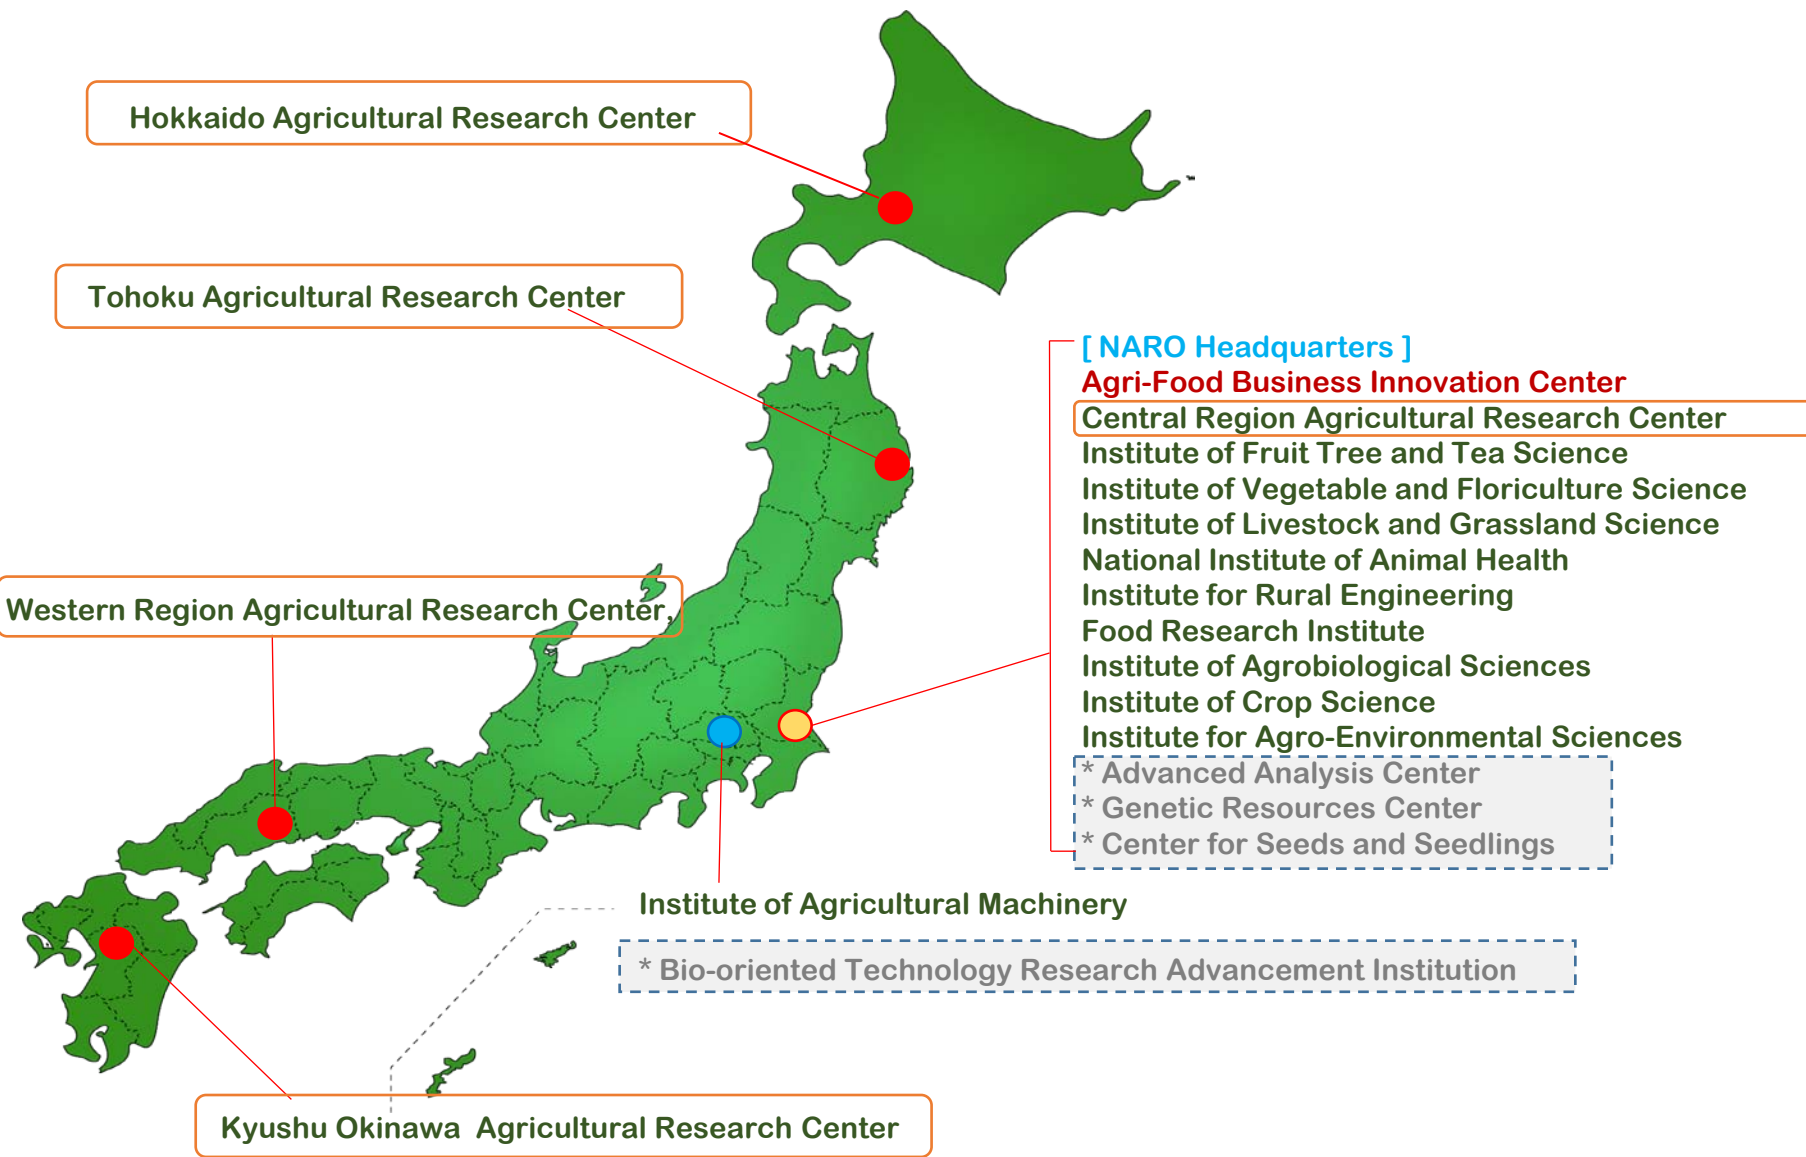 Hokkaido Agricultural Research Center
Tohoku Agricultural Research Center
Western Region Agricultural Research Center,
[ NARO Headquarters ]
Agri-Food Business Innovation Center
Central Region Agricultural Research Center
Institute of Fruit Tree and Tea Science
Institute of Vegetable and Floriculture Science
Institute of Livestock and Grassland Science
National Institute of Animal Health
Institute for Rural Engineering
Food Research Institute
Institute of Agrobiological Sciences
Institute of Crop Science
Institute for Agro-Environmental Sciences
* Advanced Analysis Center
* Genetic Resources Center
* Center for Seeds and Seedlings
Institute of Agricultural Machinery
* Bio-oriented Technology Research Advancement Institution
Kyushu Okinawa Agricultural Research Center